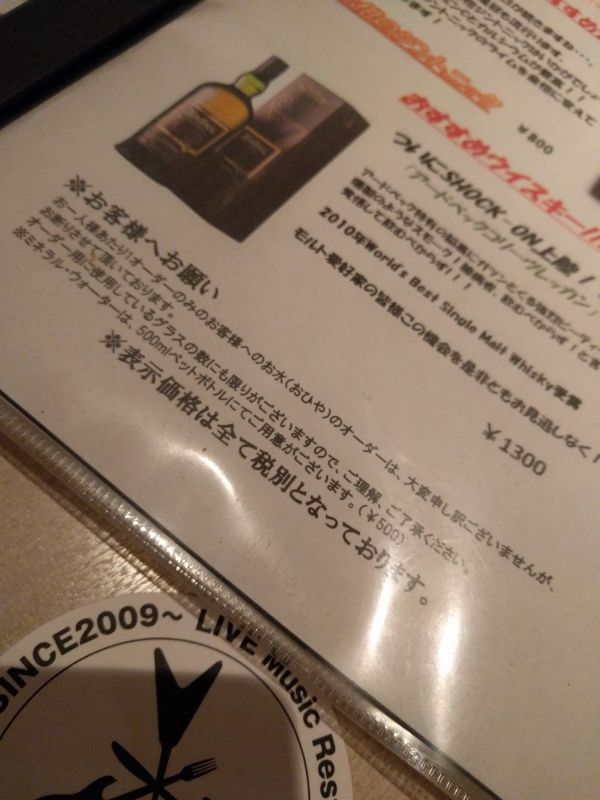 ¥800
おすすめウイスキー!!
ついにSHOCK ON上陸!
「アードベックコリーヴレッカン」
2010年World's Best Single Malt Whisky受賞
モルト愛好家の皆様この機会を是非ともお見逃しなく!
¥1300
※お客様へお願い
お一人様あたり1オーダーのみのお客様へのお水(おひや)のオーダーは、大変申し訳ございませんが、
お断りさせて頂いております。
オーダー用に使用しているグラスの数にも限りがございますので、ご理解、ご了承ください。
※ミネラル・ウォーターは、500mlペットボトルにてご用意がございます。(¥500)
※表示価格は全て税別となっております。
SINCE2009~ LIVE Music Res